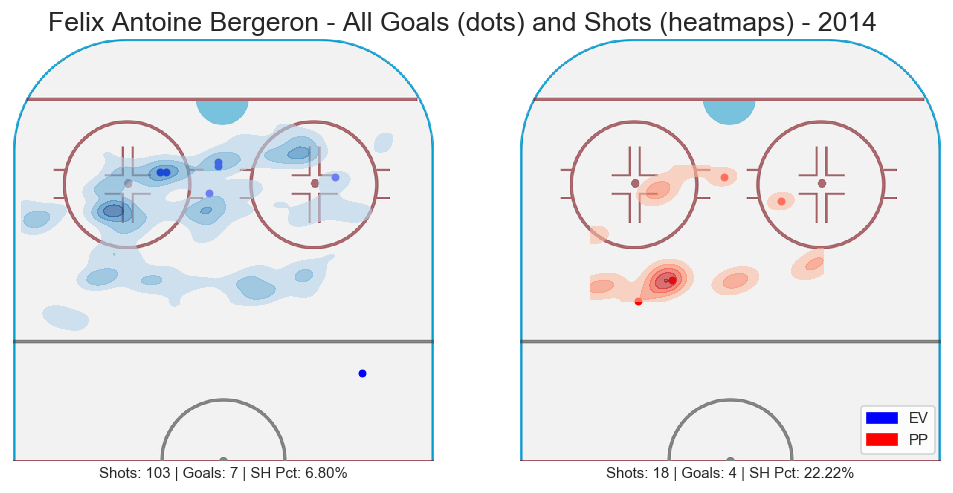 Felix Antoine Bergeron - All Goals (dots) and Shots (heatmaps) - 2014
EV
PP
Shots: 103 | Goals: 7 | SH Pct: 6.80%
Shots: 18 | Goals: 4 | SH Pct: 22.22%